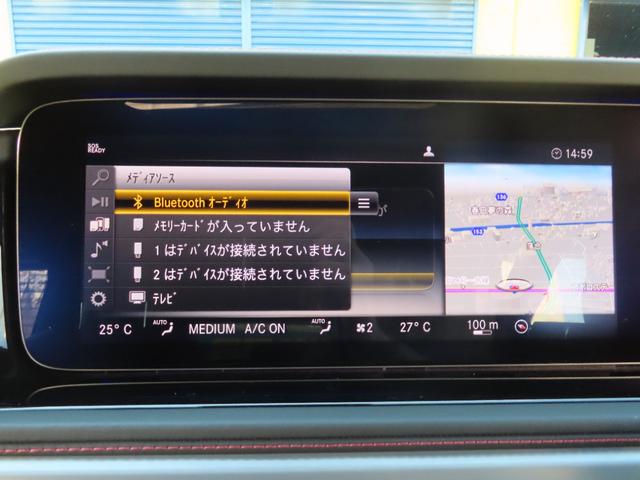 SOS
READY
14:59
メディアソース
Bluetooth オーディオ
メモリーカードが入っていません
1 はデバイスが接続されていません
2 はデバイスが接続されていません
テレビ
が
136
153
25°C
AUTO
MEDIUM A/C ON
AUTO
2
27°C
100 m